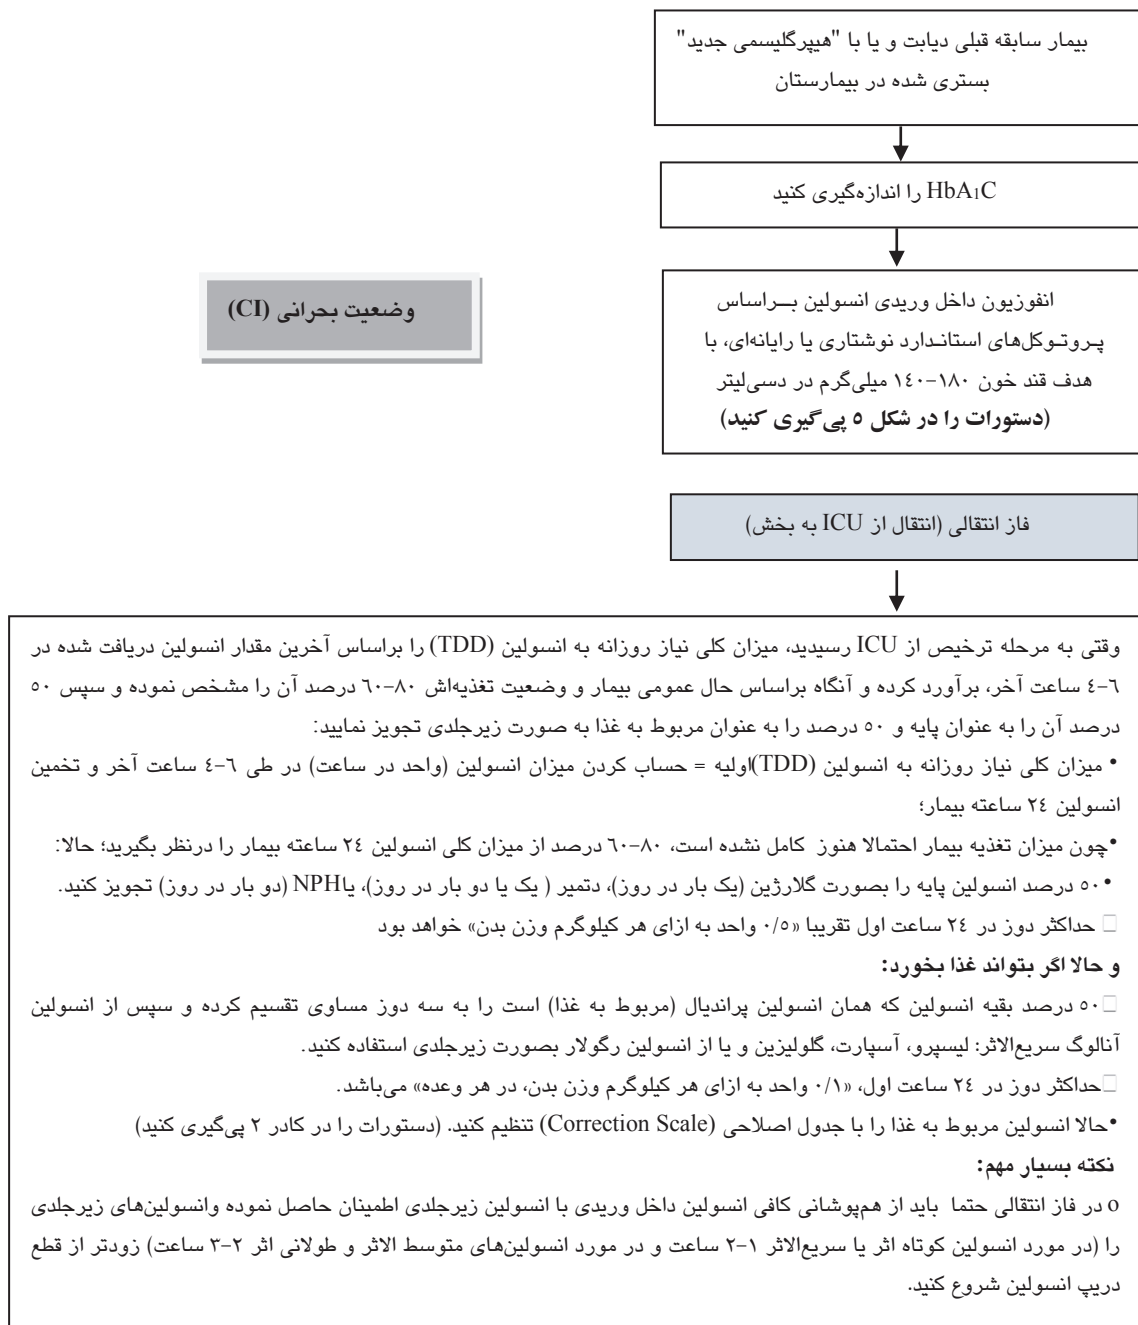 بیمار سابقه قبلی دیابت و یا با "هیپرگلیسمی جدید"
بستری شده در بیمارستان
HbA1C را اندازه‌گیری کنید
وضعیت بحرانی (CI)
انفوزیون داخل وریدی انسولین بـــراساس
پـروتـوکل‌های استانـدارد نوشتاری یا رایانه‌ای، با
هدف قند خون ۱۸۰-۱٤۰ میلی‌گرم در دسی‌لیتر
(دستورات را در شکل ٥ پی‌گیری کنید)
فاز انتقالی (انتقال از ICU به بخش)
وقتی به مرحله ترخیص از ICU رسیدید، میزان کلی نیاز روزانه به انسولین (TDD) را براساس آخرین مقدار انسولین دریافت شده در
٦-٤ ساعت آخر، برآورد کرده و آنگاه براساس حال عمومی بیمار و وضعیت تغذیه‌اش ۸۰-٦۰ درصد آن را مشخص نموده و سپس ٥۰
درصد آن را به عنوان پایه و ٥۰ درصد را به عنوان مربوط به غذا به صورت زیرجلدی تجویز نمایید:
• میزان کلی نیاز روزانه به انسولین (TDD)اولیه = حساب کردن میزان انسولین (واحد در ساعت) در طی ٦-٤ ساعت آخر و تخمین
انسولین ۲٤ ساعته بیمار؛
•چون میزان تغذیه بیمار احتمالا هنوز کامل نشده است، ۸۰-٦۰ درصد از میزان کلی انسولین ۲٤ ساعته بیمار را درنظر بگیرید؛ حالا:
•٥۰ درصد انسولین پایه را بصورت گلارژین (یک بار در روز)، دتمیر ( یک یا دو بار در روز)، یاNPH (دو بار در روز) تجویز کنید.
□ حداکثر دوز در ۲٤ ساعت اول تقریبا «۰/٥ واحد به ازای هر کیلوگرم وزن بدن» خواهد بود
و حالا اگر بتواند غذا بخورد:
□٥۰ درصد بقیه انسولین که همان انسولین پراندیال (مربوط به غذا) است را به سه دوز مساوی تقسیم کرده و سپس از انسولین
آنالوگ سریع‌الاثر: لیسپرو، آسپارت، گلولیزین و یا از انسولین رگولار بصورت زیرجلدی استفاده کنید.
□حداکثر دوز در ۲٤ ساعت اول، «۰/۱ واحد به ازای هر کیلوگرم وزن بدن، در هر وعده» می‌باشد.
•حالا انسولین مربوط به غذا را با جدول اصلاحی (Correction Scale) تنظیم کنید. (دستورات را در کادر ۲ پی‌گیری کنید)
نکته بسیار مهم:
o در فاز انتقالی حتما باید از هم‌پوشانی کافی انسولین داخل وریدی با انسولین زیرجلدی اطمینان حاصل نموده وانسولین‌های زیرجلدی
را (در مورد انسولین کوتاه اثر یا سریع‌الاثر ۱-۲ ساعت و در مورد انسولین‌های متوسط الاثر و طولانی اثر ۲-۳ ساعت) زودتر از قطع
دریپ انسولین شروع کنید.